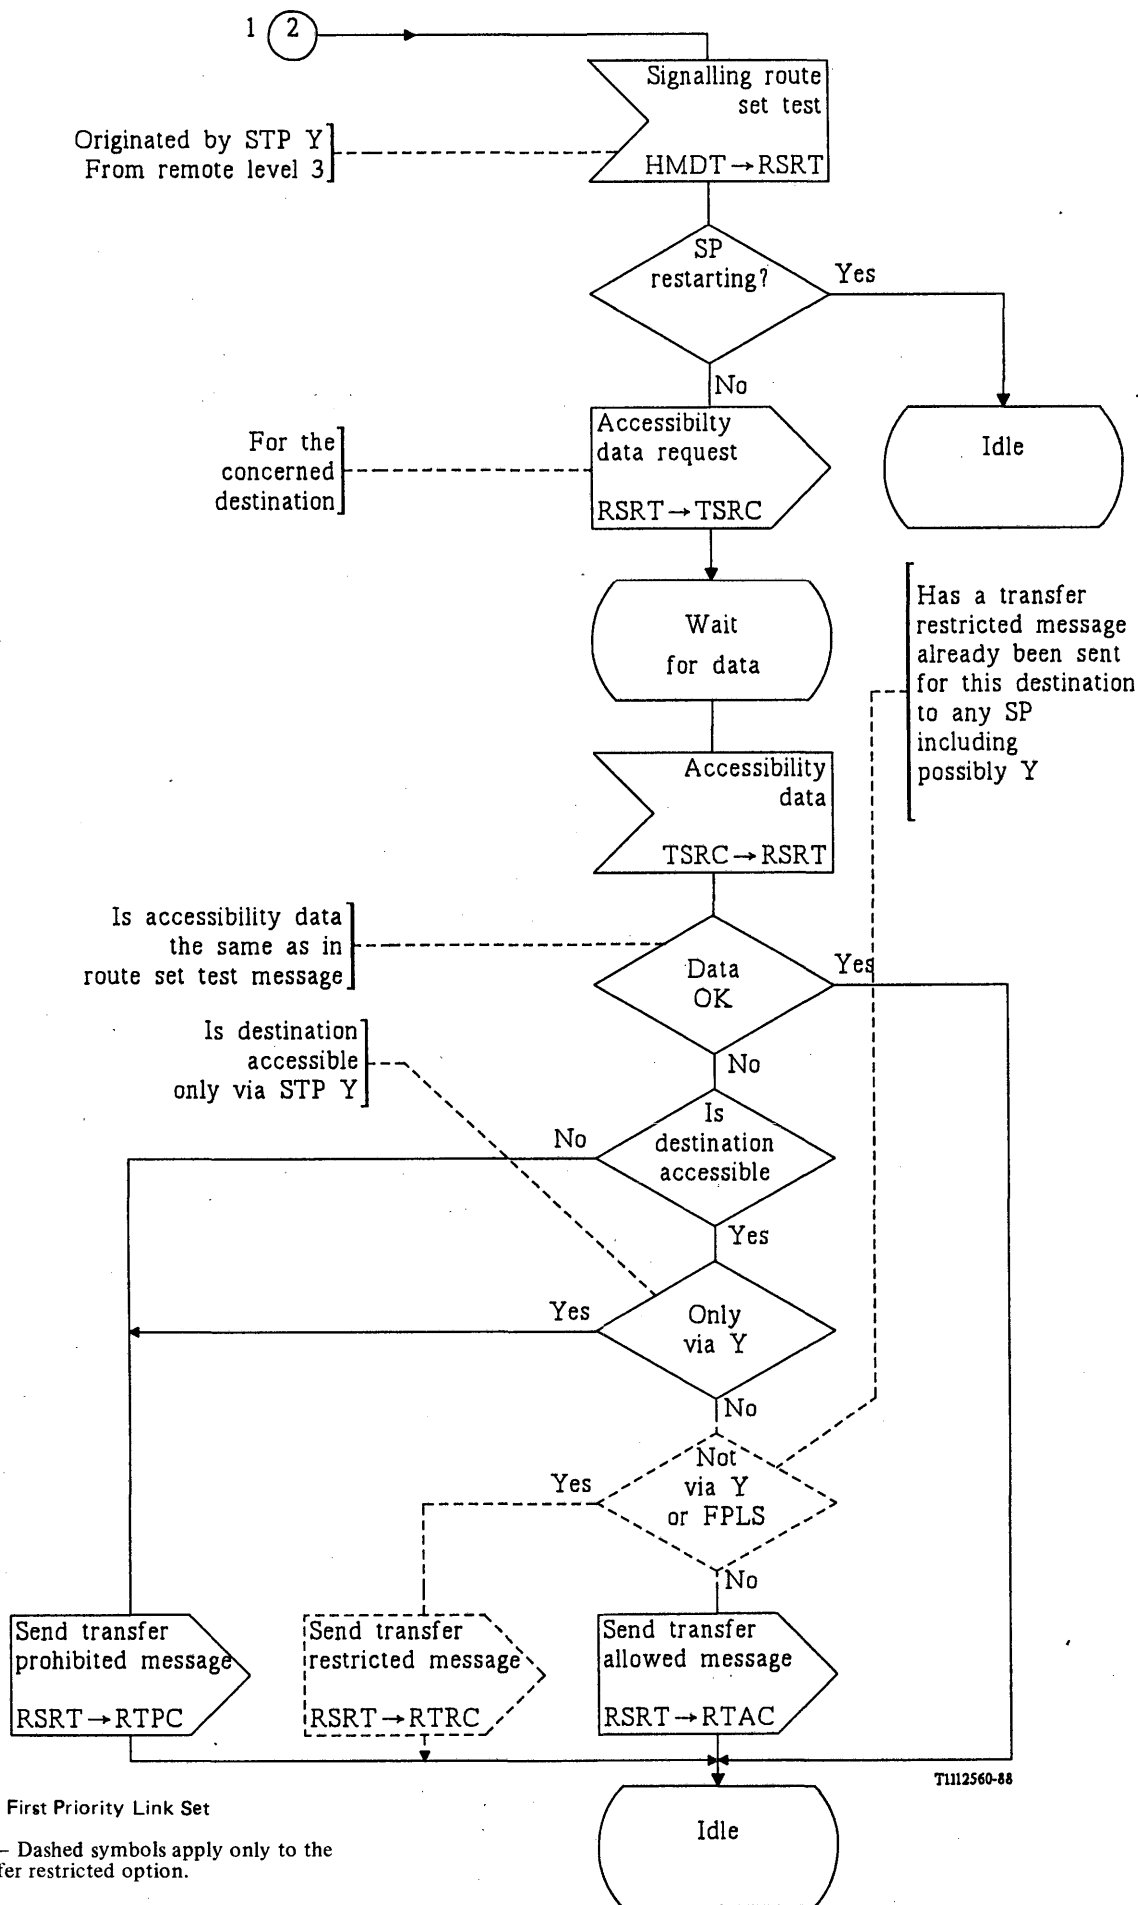 1 2
Signalling route
set test
HMDT→RSRT
Originated by STP Y
From remote level 3
SP
restarting?
Yes
No
Idle
Accessibilty
data request
RSRT→TSRC
For the
concerned
destination
Wait
for data
Has a transfer
restricted message
already been sent
for this destination
to any SP
including
possibly Y
Accessibility
data
TSRC→RSRT
Is accessibility data
the same as in
route set test message
Data
OK
Yes
No
Is destination
accessible
only via STP Y
Is
destination
accessible
No
Yes
Only
via Y
Yes
No
Not
via Y
or FPLS
Yes
No
Send transfer
prohibited message
RSRT→RTPC
Send transfer
restricted message
RSRT→RTRC
Send transfer
allowed message
RSRT→RTAC
T1112560-88
Idle
First Priority Link Set
– Dashed symbols apply only to the
fer restricted option.